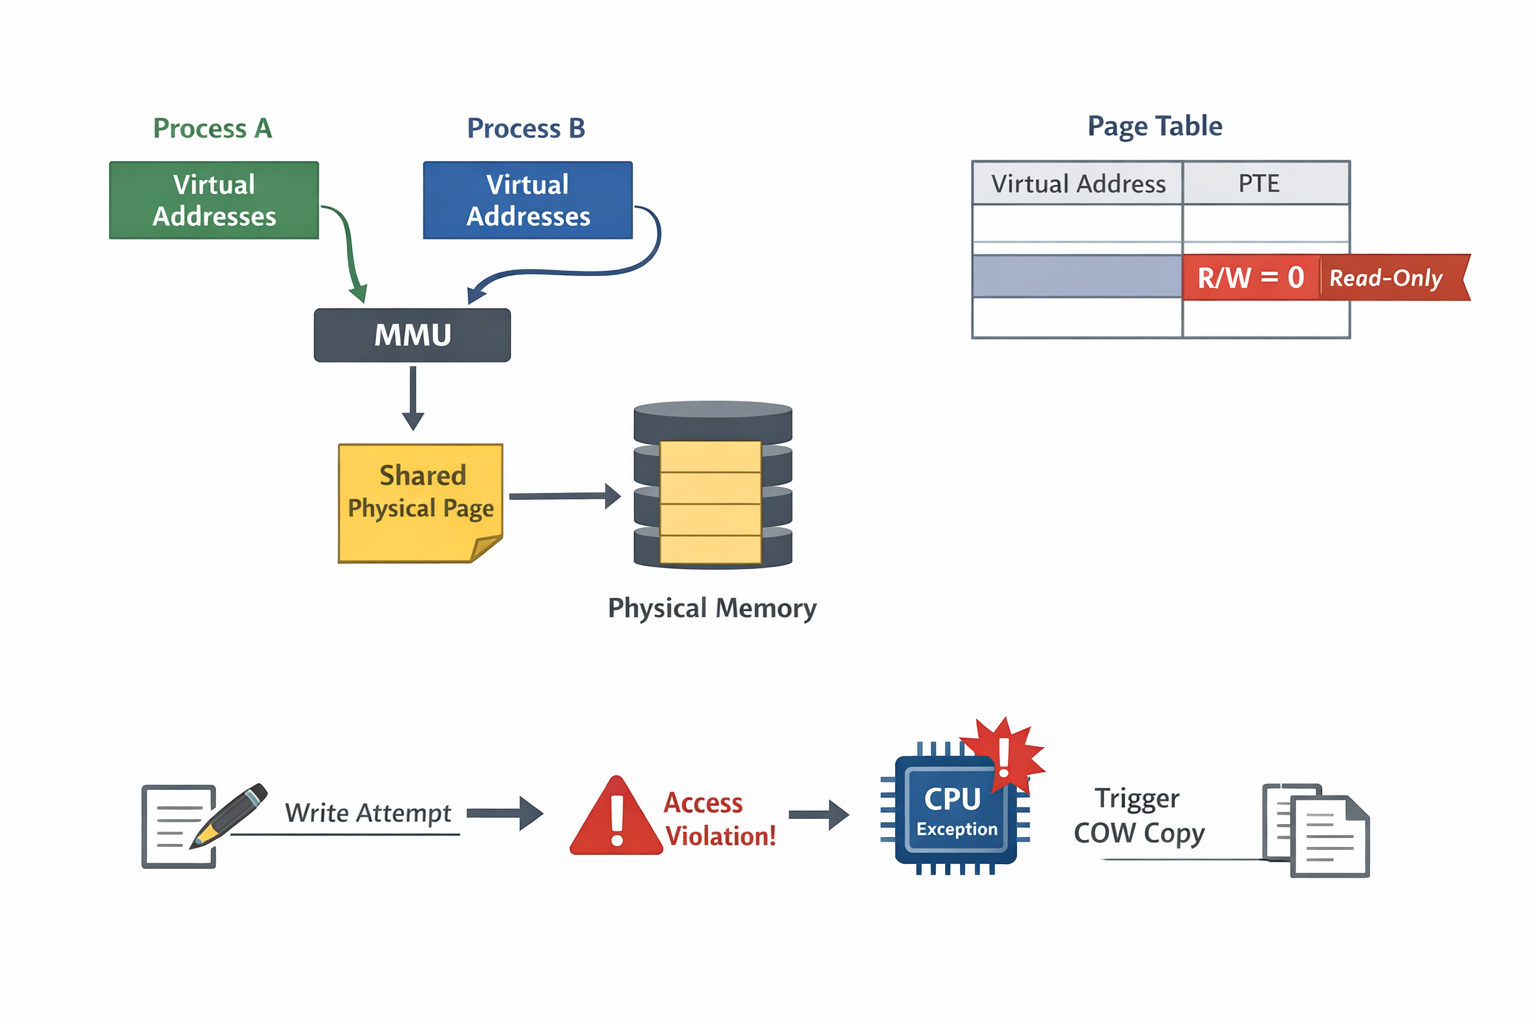 Process A
Virtual
Addresses
Process B
Virtual
Addresses
MMU
Shared
Physical Page
Physical Memory
Page Table
Virtual Address
PTE
R/W = 0
Read-Only
Write Attempt
!
Access
Violation!
!
CPU
Exception
Trigger
COW Copy